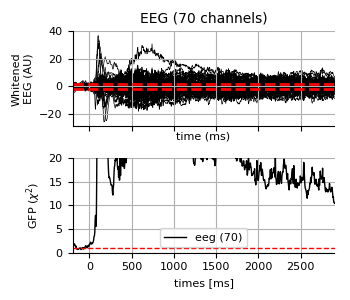 EEG (70 channels)
Whitened
EEG (AU)
40
20
0
−20
time (ms)
GFP (χ²)
20
15
10
5
0
eeg (70)
0 500 1000 1500 2000 2500
times [ms]